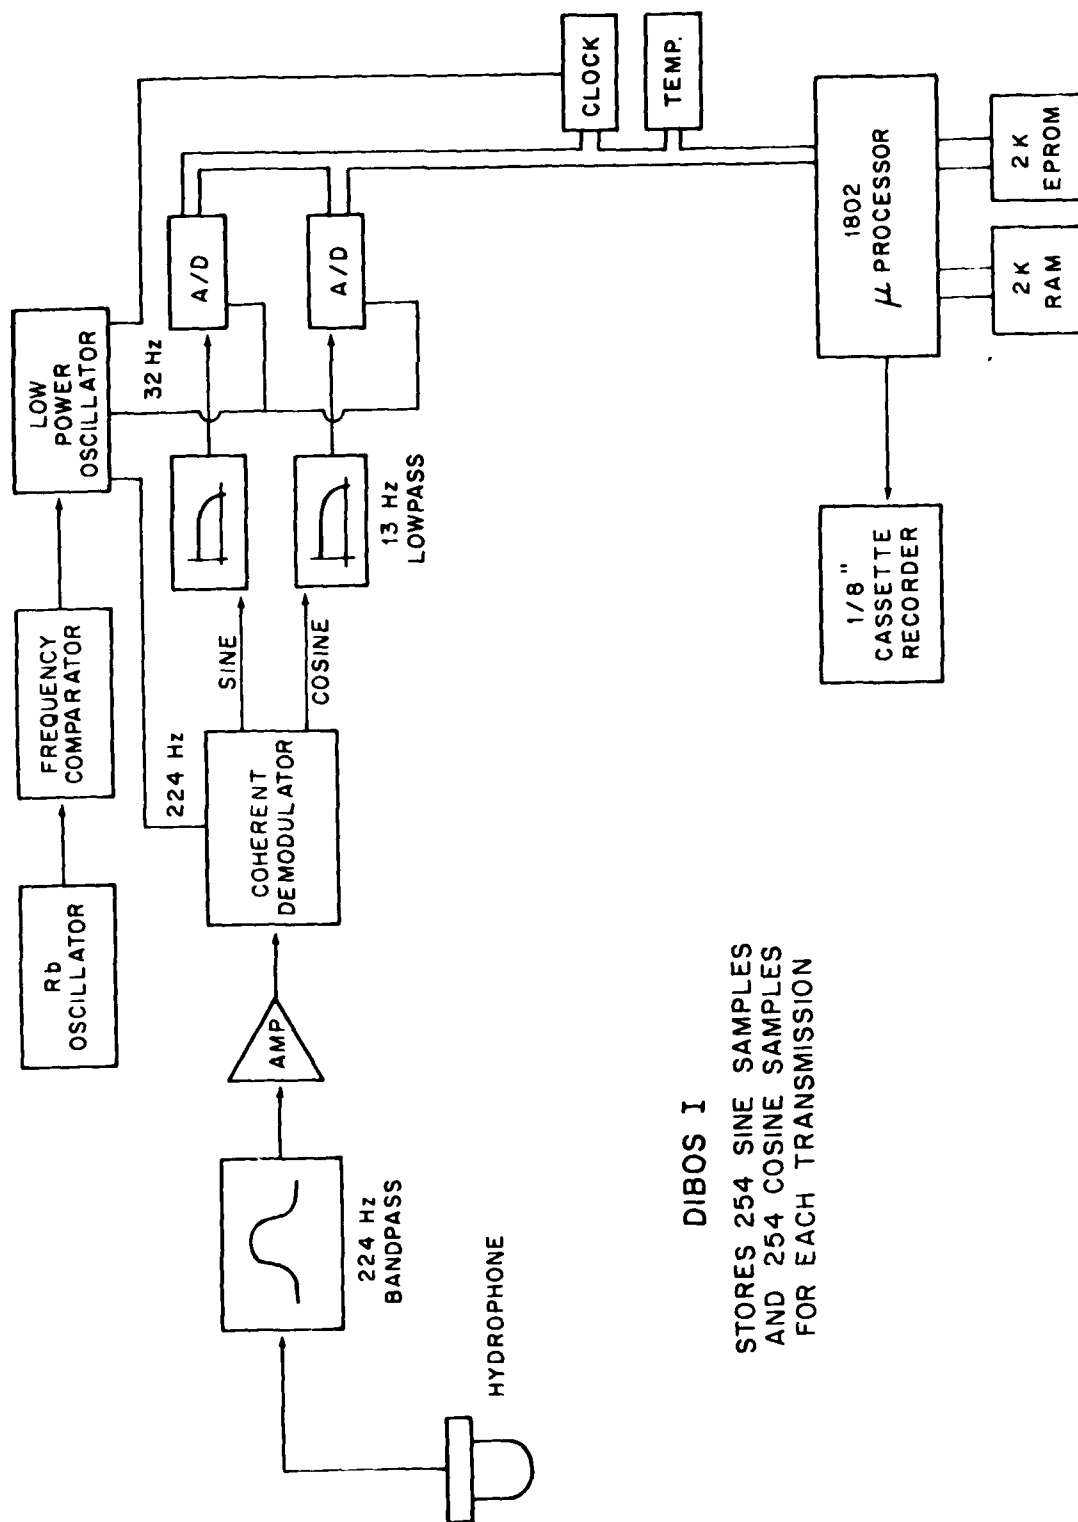 Rb
OSCILLATOR
FREQUENCY
COMPARATOR
LOW
POWER
OSCILLATOR
224 Hz
32 Hz
HYDROPHONE
224 Hz
BANDPASS
AMP
COHERENT
DEMODULATOR
SINE
COSINE
13 Hz
LOWPASS
A/D
A/D
CLOCK
TEMP.
1802
μ PROCESSOR
2K
RAM
2K
EPROM
1/8"
CASSETTE
RECORDER
DIBOS I
STORES 254 SINE SAMPLES
AND 254 COSINE SAMPLES
FOR EACH TRANSMISSION